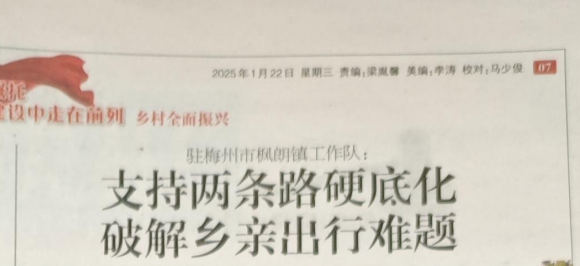 2025年1月22日 星期三 责编:梁胤馨 美编:李涛 校对:马少俊 07
托
建设中走在前列 乡村全面振兴
驻梅州市枫朗镇工作队:
支持两条路硬底化
破解乡亲出行难题